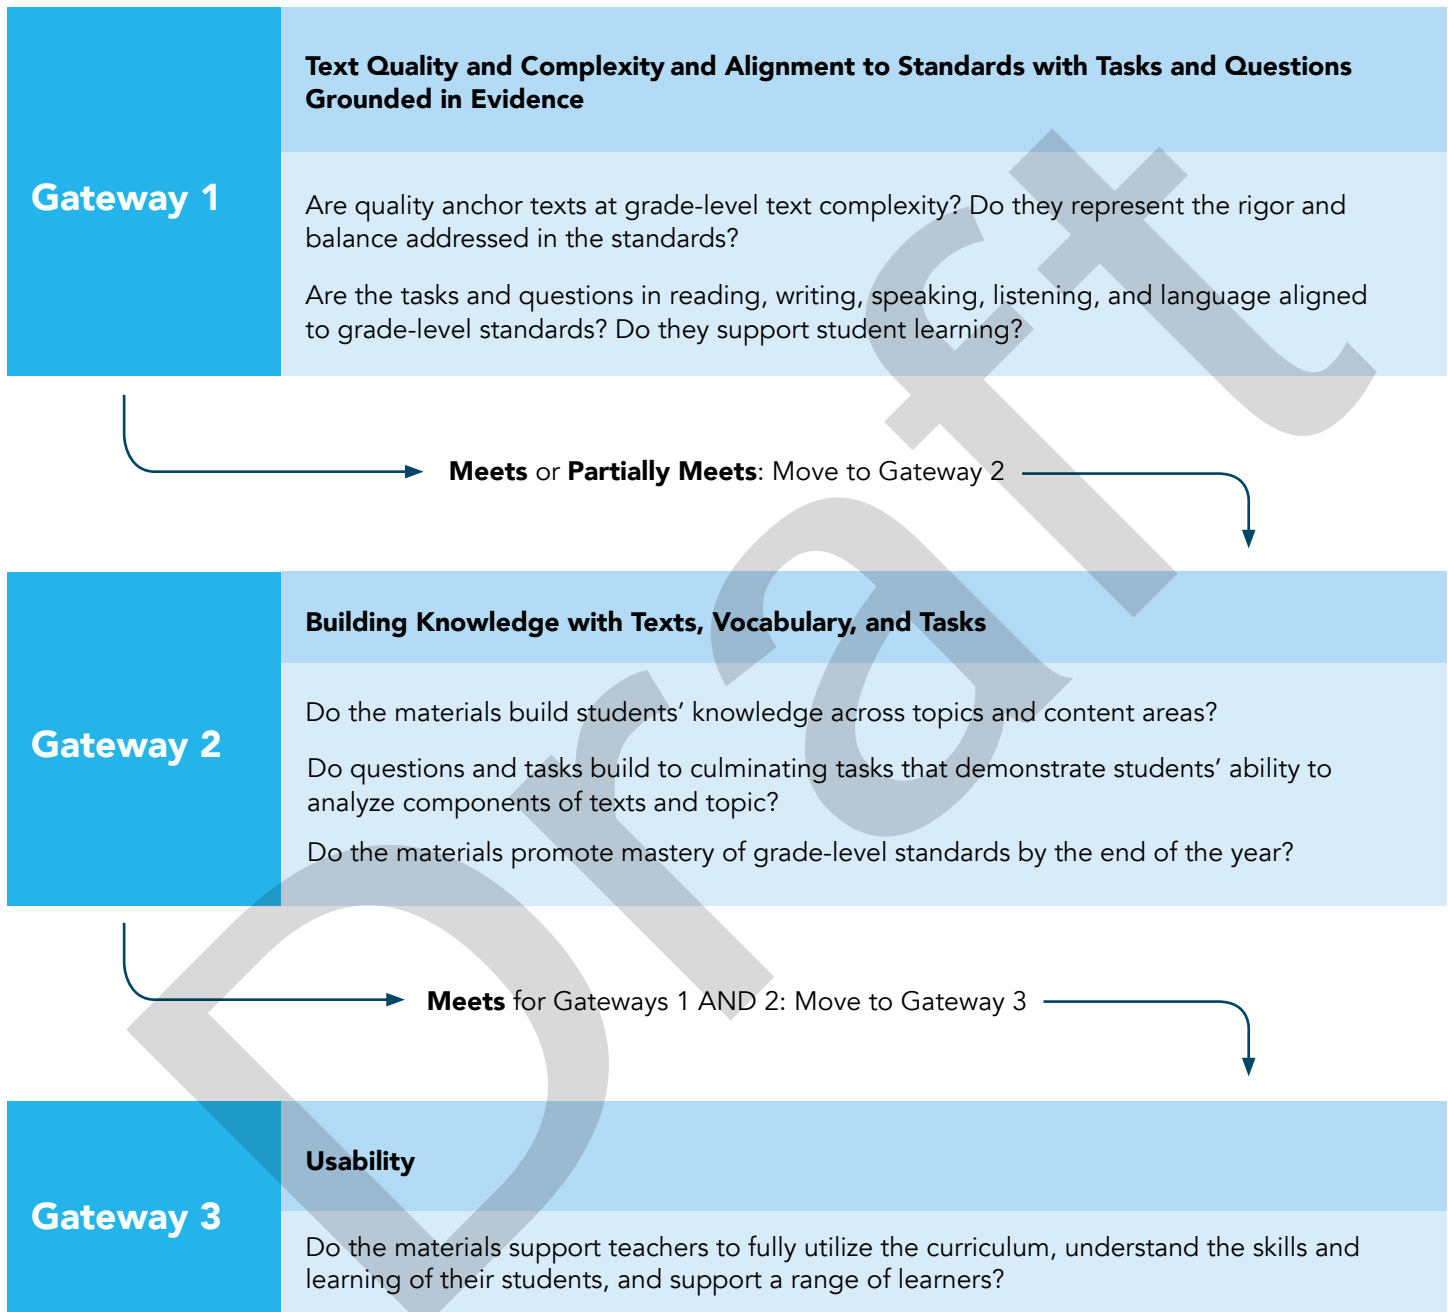 Text Quality and Complexity and Alignment to Standards with Tasks and Questions
Grounded in Evidence
Gateway 1
Are quality anchor texts at grade-level text complexity? Do they represent the rigor and
balance addressed in the standards?
Are the tasks and questions in reading, writing, speaking, listening, and language aligned
to grade-level standards? Do they support student learning?
Meets or Partially Meets: Move to Gateway 2
Building Knowledge with Texts, Vocabulary, and Tasks
Gateway 2
Do the materials build students’ knowledge across topics and content areas?
Do questions and tasks build to culminating tasks that demonstrate students’ ability to
analyze components of texts and topic?
Do the materials promote mastery of grade-level standards by the end of the year?
Meets for Gateways 1 AND 2: Move to Gateway 3
Usability
Gateway 3
Do the materials support teachers to fully utilize the curriculum, understand the skills and
learning of their students, and support a range of learners?
Draft